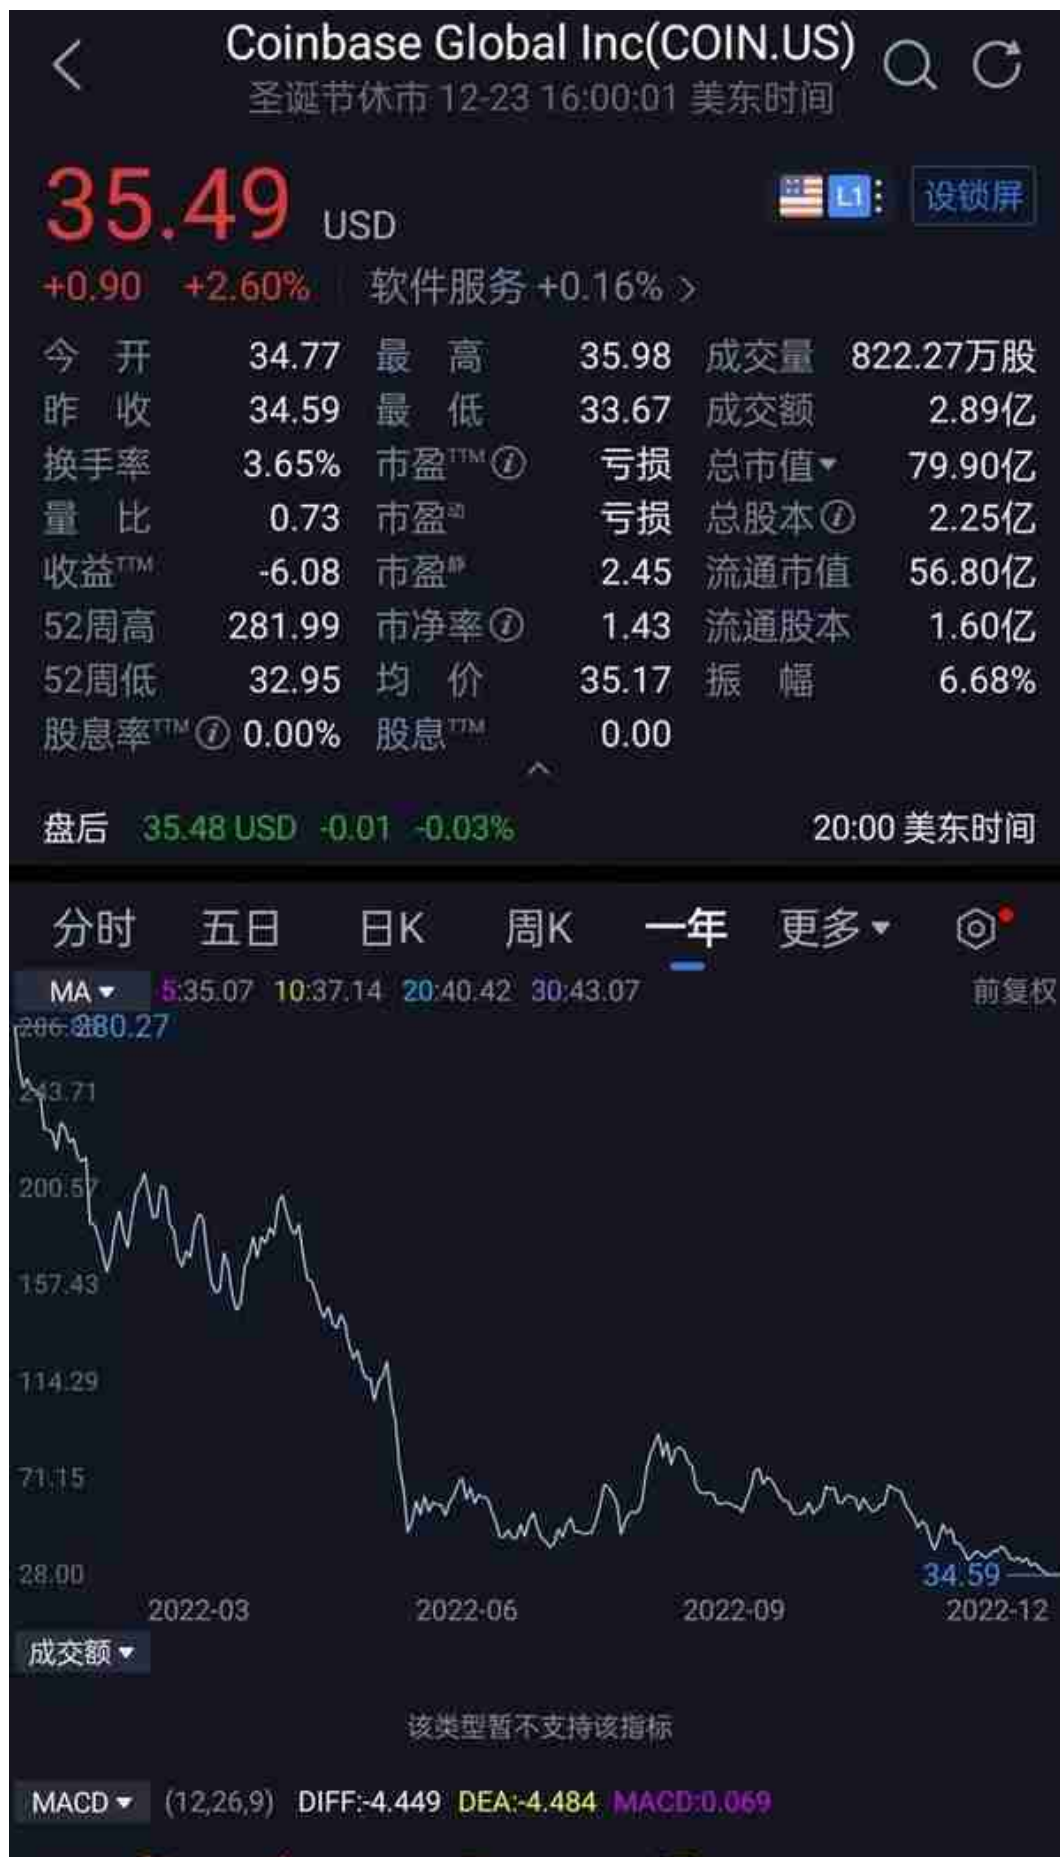 Coinbase Global Inc(COIN.US)
圣诞节休市 12-23 16:00:01 美东时间
35.49 USD
L1 设锁屏
+0.90 +2.60% 软件服务 +0.16% >
今开 34.77 最高 35.98 成交量 822.27万股
昨收 34.59 最低 33.67 成交额 2.89亿
换手率 3.65% 市盈TTM 亏损 总市值 79.90亿
量比 0.73 市盈动 亏损 总股本 2.25亿
收益TTM -6.08 市盈静 2.45 流通市值 56.80亿
52周高 281.99 市净率 1.43 流通股本 1.60亿
52周低 32.95 均价 35.17 振幅 6.68%
股息率TTM 0.00% 股息TTM 0.00
盘后 35.48 USD -0.01 -0.03% 20:00 美东时间
分时 五日 日K 周K 一年 更多
MA 5:35.07 10:37.14 20:40.42 30:43.07 前复权
280.27
243.71
200.57
157.43
114.29
71.15
28.00
34.59
2022-03 2022-06 2022-09 2022-12
成交额
该类型暂不支持该指标
MACD (12,26,9) DIFF:-4.449 DEA:-4.484 MACD:0.069